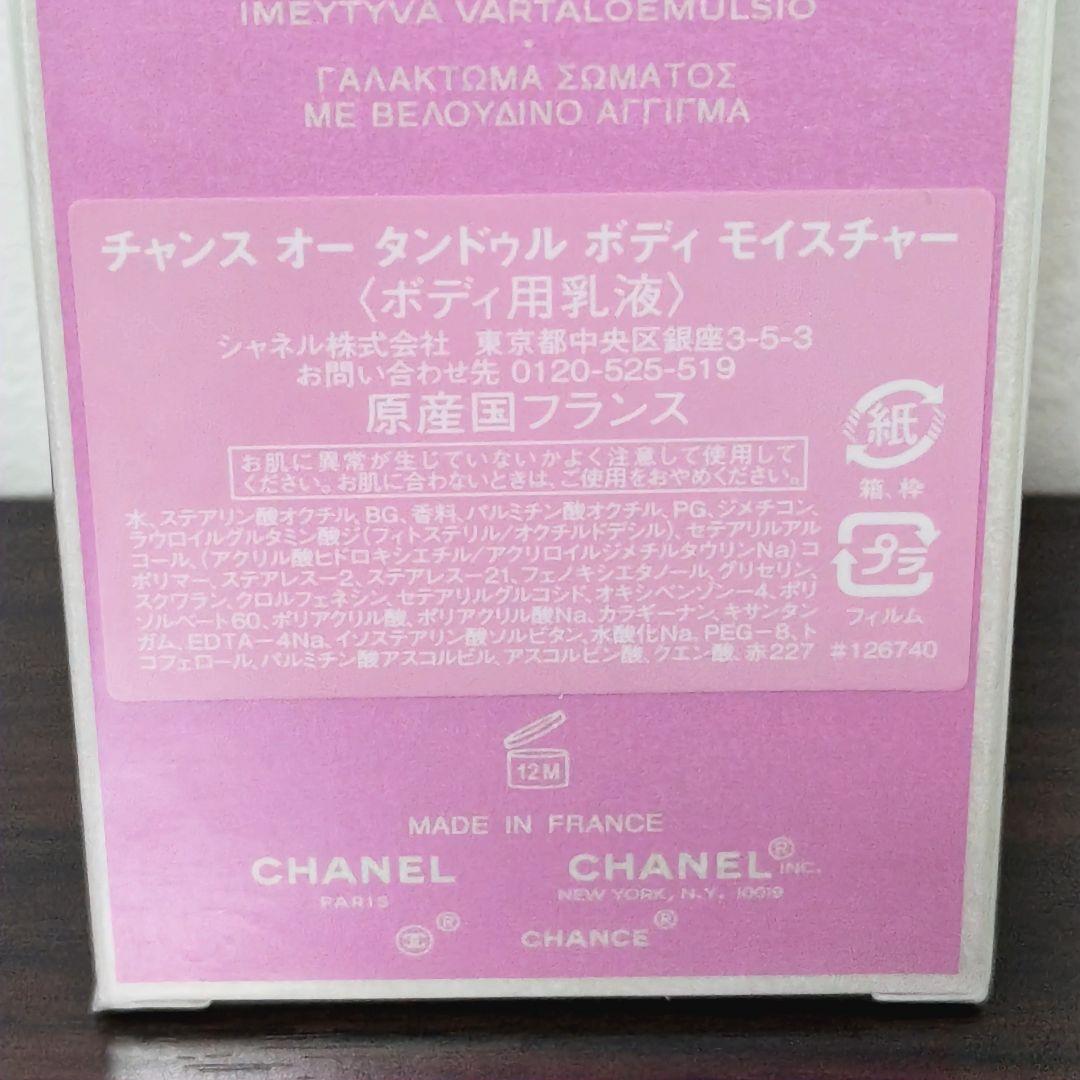 IMEYTYVÄ VARTALOEMULSIO
ΓΑΛΑΚΤΩΜΑ ΣΩΜΑΤΟΣ
ΜΕ ΒΕΛΟΥΔΙΝΟ ΑΓΓΙΓΜΑ
チャンス オー タンドゥル ボディ モイスチャー
〈ボディ用乳液〉
シャネル株式会社 東京都中央区銀座3-5-3
お問い合わせ先 0120-525-519
原産国フランス
お肌に異常が生じていないかよく注意して使用して
ください。お肌に合わないときは、ご使用をおやめください。
紙
箱、枠
水、ステアリン酸オクチル、BG、香料、パルミチン酸オクチル、PG、ジメチコン、
ラウロイルグルタミン酸ジ(フィトステリル/オクチルドデシル)、セテアリルアル
コール、(アクリル酸ヒドロキシエチル/アクリロイルジメチルタウリンNa)コ
ポリマー、ステアレス-2、ステアレス-21、フェノキシエタノール、グリセリン、
スクワラン、クロルフェネシン、セテアリルグルコシド、オキシベンゾン-4、ポリ
ソルベート60、ポリアクリル酸、ポリアクリル酸Na、カラギーナン、キサンタン
ガム、EDTA-4Na、イソステアリン酸ソルビタン、水酸化Na、PEG-8、ト
コフェロール、パルミチン酸アスコルビル、アスコルビン酸、クエン酸、赤227
プラ
フィルム
#126740
12M
MADE IN FRANCE
CHANEL CHANEL® INC.
PARIS NEW YORK, N.Y. 10019
® CHANCE®